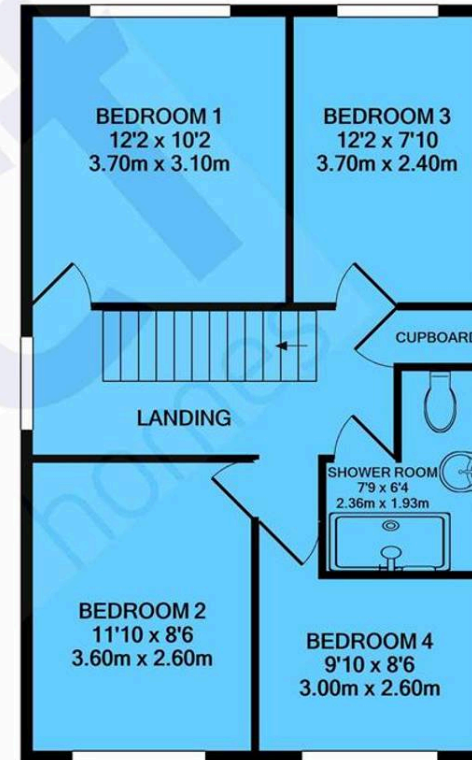 BEDROOM 1
12'2 x 10'2
3.70m x 3.10m
BEDROOM 3
12'2 x 7'10
3.70m x 2.40m
CUPBOARD
LANDING
SHOWER ROOM
7'9 x 6'4
2.36m x 1.93m
BEDROOM 2
11'10 x 8'6
3.60m x 2.60m
BEDROOM 4
9'10 x 8'6
3.00m x 2.60m
homes